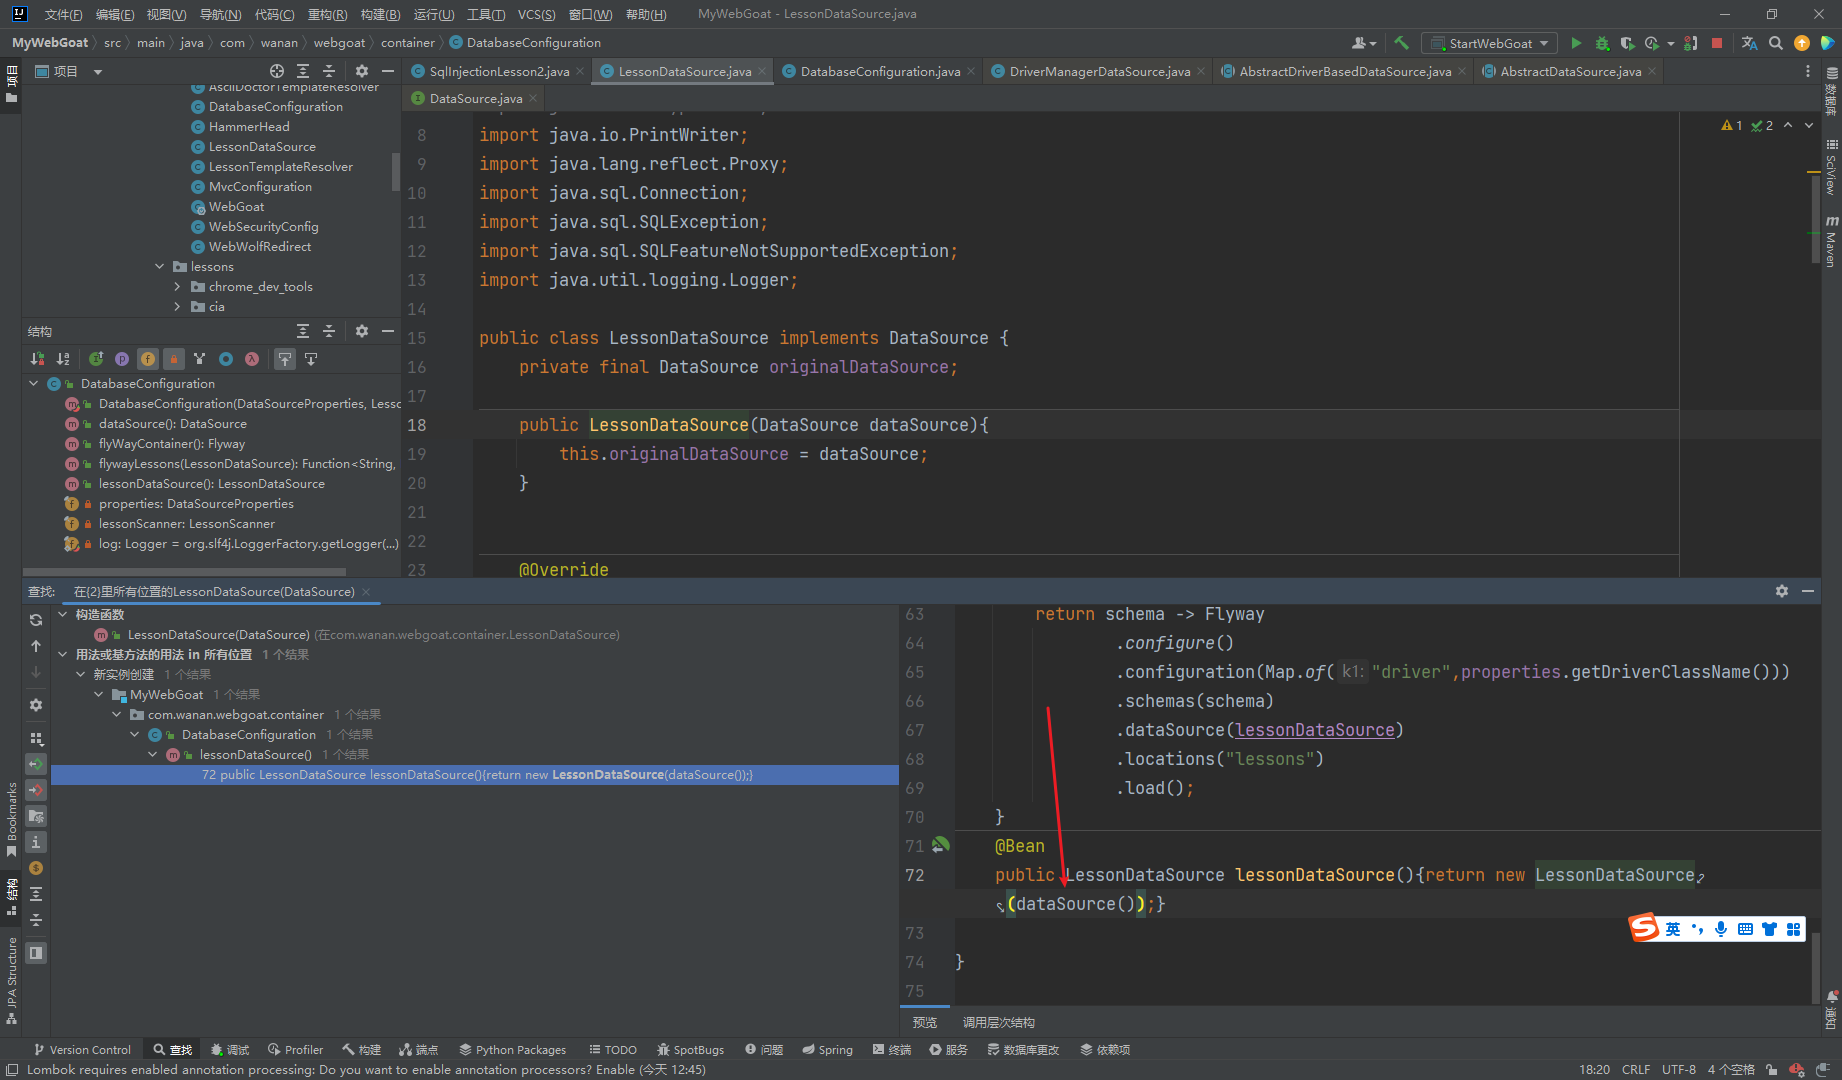 文件(F) 编辑(E) 视图(V) 导航(N) 代码(C) 重构(R) 构建(B) 运行(U) 工具(T) VCS(S) 窗口(W) 帮助(H) MyWebGoat - LessonDataSource.java
MyWebGoat src main java com wanan webgoat container DatabaseConfiguration StartWebGoat
项目
项目
SqlInjectionLesson2.java LessonDataSource.java DatabaseConfiguration.java DriverManagerDataSource.java AbstractDriverBasedDataSource.java AbstractDataSource.java
DataSource.java
AsciiDoctorTemplateResolver
DatabaseConfiguration
HammerHead
LessonDataSource
LessonTemplateResolver
MvcConfiguration
WebGoat
WebSecurityConfig
WebWolfRedirect
lessons
chrome_dev_tools
cia
结构
DatabaseConfiguration
DatabaseConfiguration(DataSourceProperties, Lesso
dataSource(): DataSource
flyWayContainer(): Flyway
flywayLessons(LessonDataSource): Function<String,
lessonDataSource(): LessonDataSource
properties: DataSourceProperties
lessonScanner: LessonScanner
log: Logger = org.slf4j.LoggerFactory.getLogger(...)
8 import java.io.PrintWriter;
9 import java.lang.reflect.Proxy;
10 import java.sql.Connection;
11 import java.sql.SQLException;
12 import java.sql.SQLFeatureNotSupportedException;
13 import java.util.logging.Logger;
14
15 public class LessonDataSource implements DataSource {
16 private final DataSource originalDataSource;
17
18 public LessonDataSource(DataSource dataSource){
19 this.originalDataSource = dataSource;
20 }
21
22
23 @Override
1 2
数据库
SciView
m Maven
查找: 在{2}里所有位置的LessonDataSource(DataSource)
构造函数
LessonDataSource(DataSource) (在com.wanan.webgoat.container.LessonDataSource)
用法或基方法的用法 in 所有位置 1 个结果
新实例创建 1 个结果
MyWebGoat 1 个结果
com.wanan.webgoat.container 1 个结果
DatabaseConfiguration 1 个结果
lessonDataSource() 1 个结果
72 public LessonDataSource lessonDataSource(){return new LessonDataSource(dataSource());}
63 return schema -> Flyway
64 .configure()
65 .configuration(Map.of( k1: "driver",properties.getDriverClassName()))
66 .schemas(schema)
67 .dataSource(lessonDataSource)
68 .locations("lessons")
69 .load();
70 }
71 @Bean
72 public LessonDataSource lessonDataSource(){return new LessonDataSource
(dataSource());}
73
74 }
75
英
预览 调用层次结构
Bookmarks
结构
JPA Structure
通知
Version Control 查找 调试 Profiler 构建 端点 Python Packages TODO SpotBugs 问题 Spring 终端 服务 数据库更改 依赖项
Lombok requires enabled annotation processing: Do you want to enable annotation processors? Enable (今天 12:45) 18:20 CRLF UTF-8 4 个空格